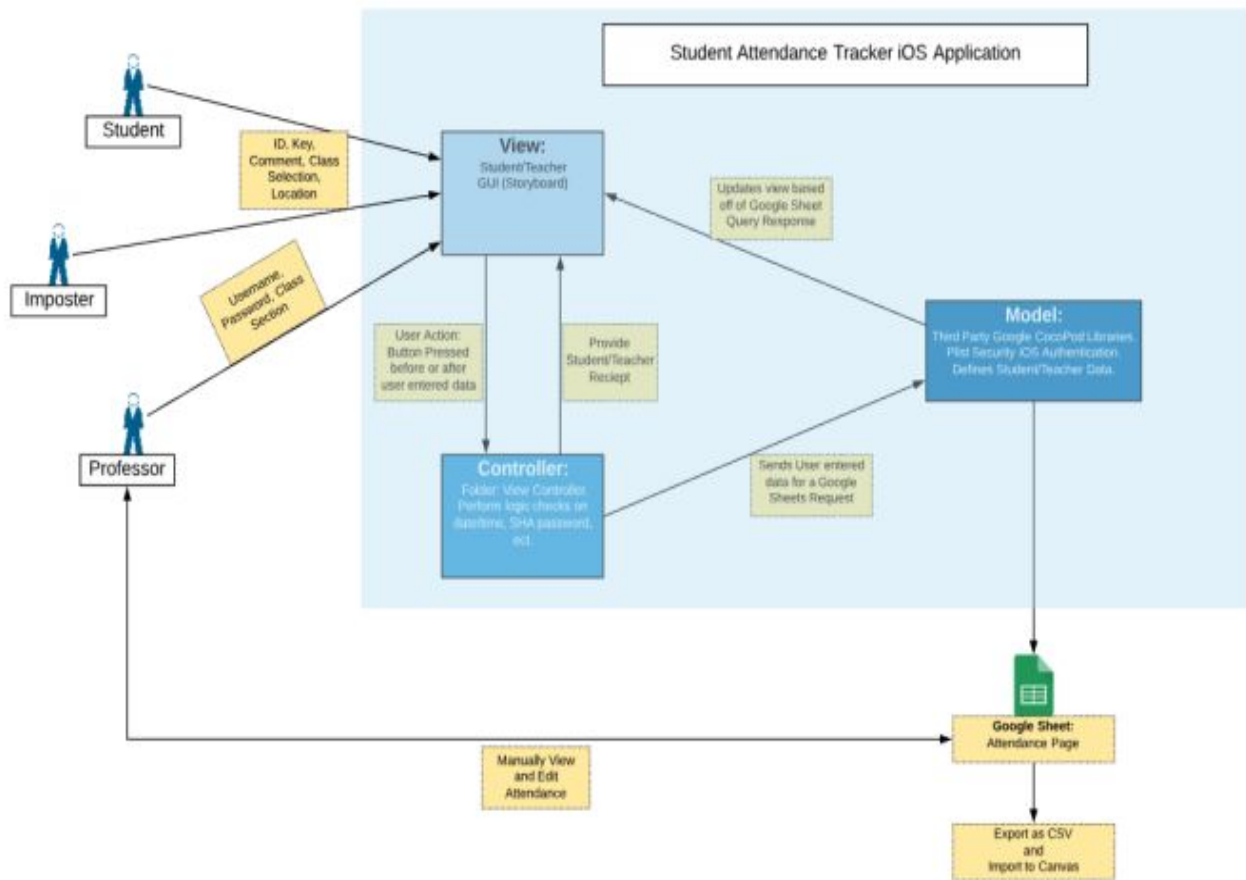 Student Attendance Tracker iOS Application
Student
ID, Key,
Comment, Class
Selection,
Location
View:
Student/Teacher
GUI (Storyboard)
Updates view based
off of Google Sheet
Query Response
Imposter
Username,
Password, Class
Section
User Action:
Button Pressed
before or after
user entered data
Provide
Student/Teacher
Reciept
Model:
Third Party Google CocoPod Libraries.
Plist Security iOS Authentication.
Defines Student/Teacher Data.
Professor
Controller:
Folder: View Controller.
Perform logic checks on
date/time, SHA password,
ect.
Sends User entered
data for a Google
Sheets Request
Google Sheet:
Attendance Page
Manually View
and Edit
Attendance
Export as CSV
and
Import to Canvas